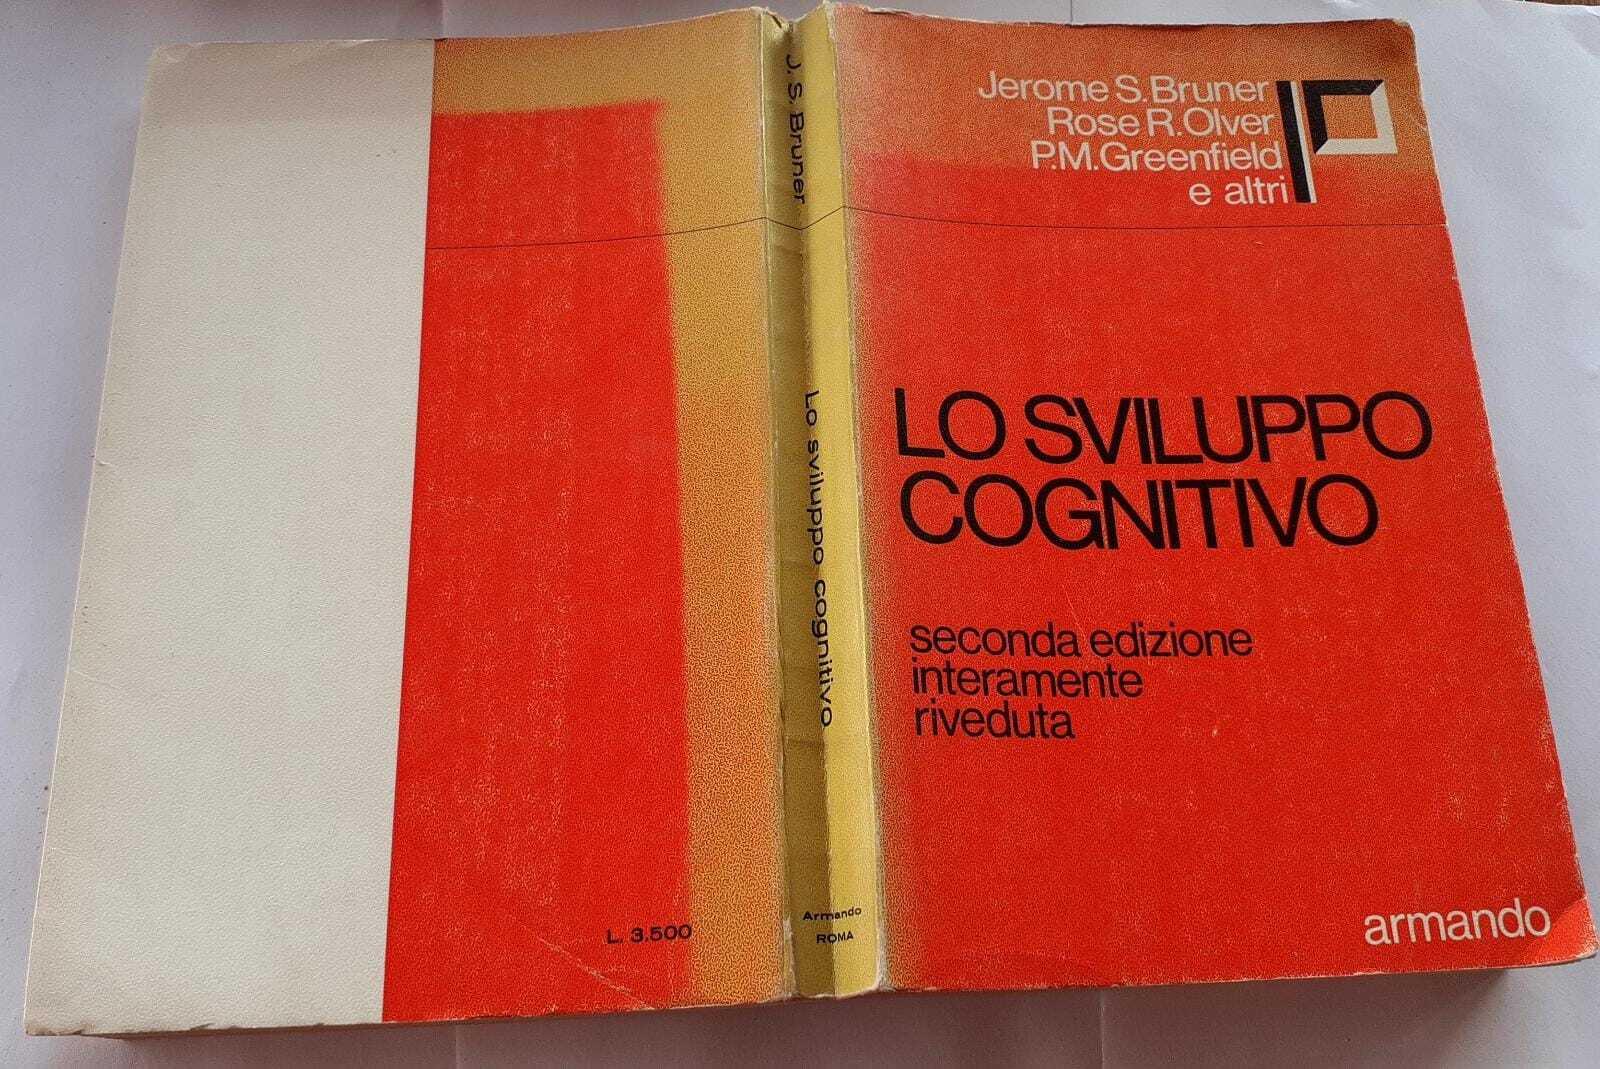 Jerome S. Bruner
Rose R. Olver
P.M. Greenfield
e altri
LO SVILUPPO
COGNITIVO
seconda edizione
interamente
riveduta
armando
J. S. Bruner
Lo sviluppo cognitivo
Armando
ROMA
L. 3.500